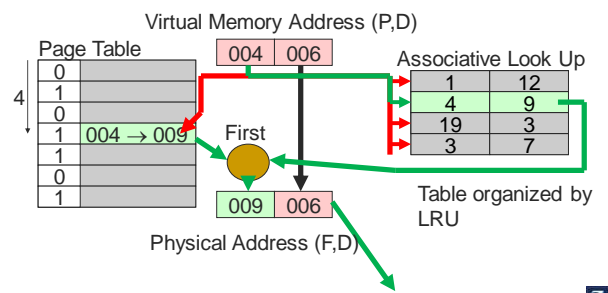 Virtual Memory Address (P,D)
Page Table
004 006
Associative Look Up
0
1
0
1 004 → 009
1
0
1
4
First
1 12
4 9
19 3
3 7
009 006
Table organized by
LRU
Physical Address (F,D)